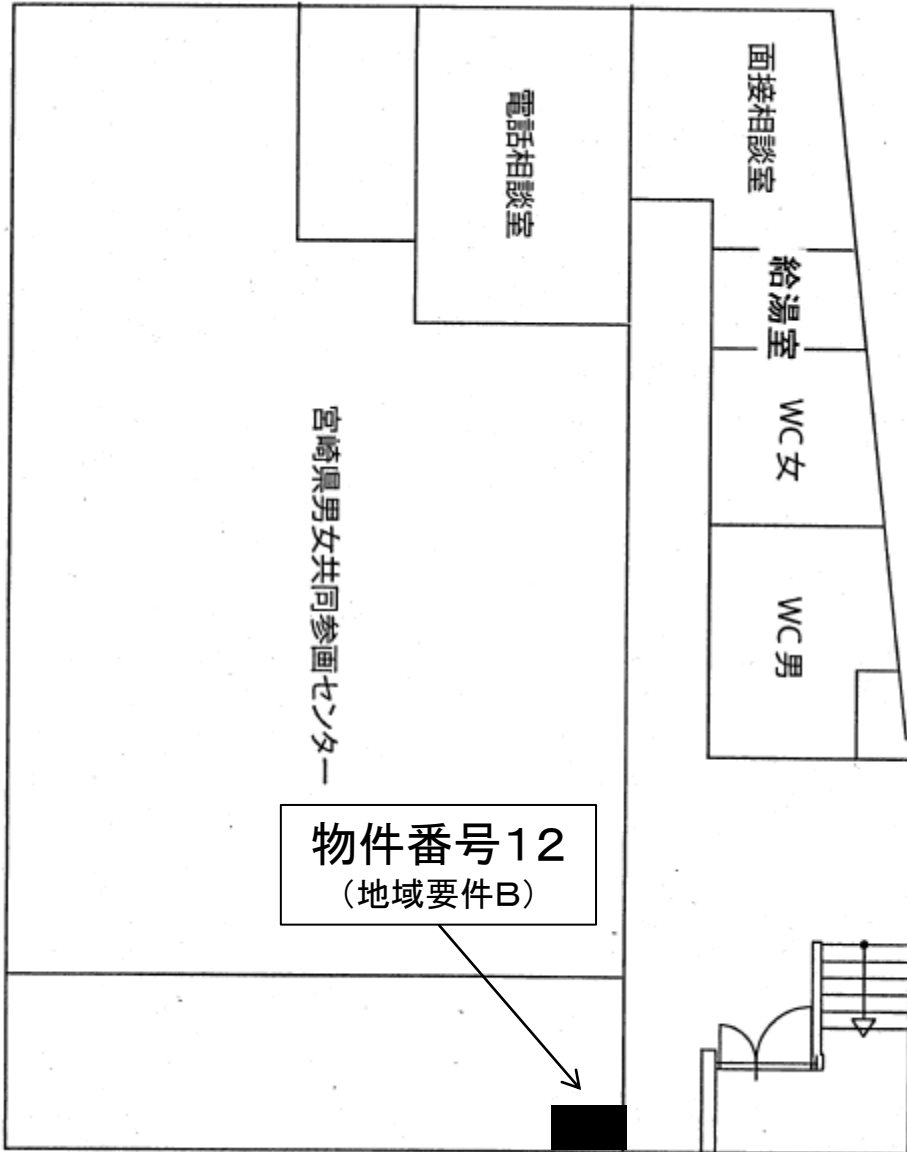 面接相談室
電話相談室
給湯室
WC女
宮崎県男女共同参画センター
WC男
物件番号12
(地域要件B)